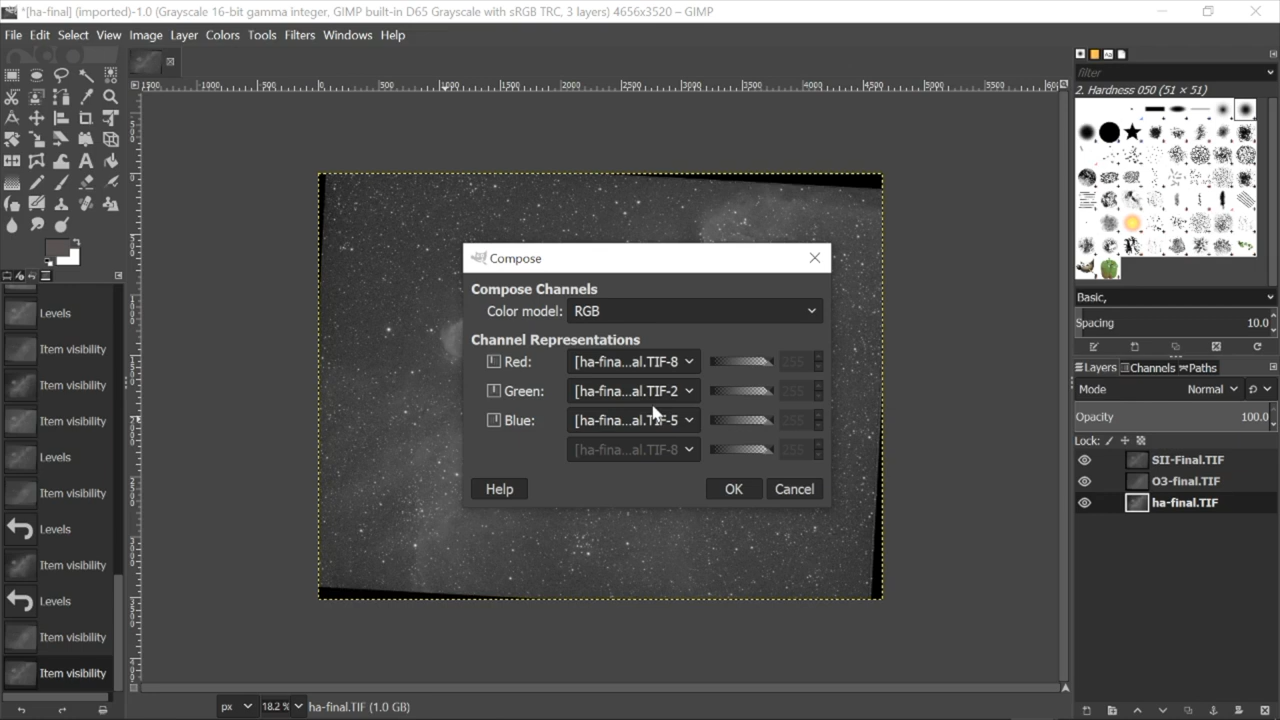 *[ha-final] (imported)-1.0 (Grayscale 16-bit gamma integer, GIMP built-in D65 Grayscale with sRGB TRC, 3 layers) 4656x3520 – GIMP
File Edit Select View Image Layer Colors Tools Filters Windows Help
filter
2. Hardness 050 (51 × 51)
Basic,
Spacing 10.0
Layers Channels Paths
Mode Normal
Opacity 100.0
Lock:
SII-Final.TIF
O3-final.TIF
ha-final.TIF
Compose
Compose Channels
Color model: RGB
Channel Representations
Red: [ha-fina...al.TIF-8 255
Green: [ha-fina...al.TIF-2 255
Blue: [ha-fina...al.TIF-5 255
[ha-fina...al.TIF-8 255
Help OK Cancel
Levels
Item visibility
Item visibility
Item visibility
Levels
Item visibility
Levels
Item visibility
Levels
Item visibility
Item visibility
px 18.2 % ha-final.TIF (1.0 GB)